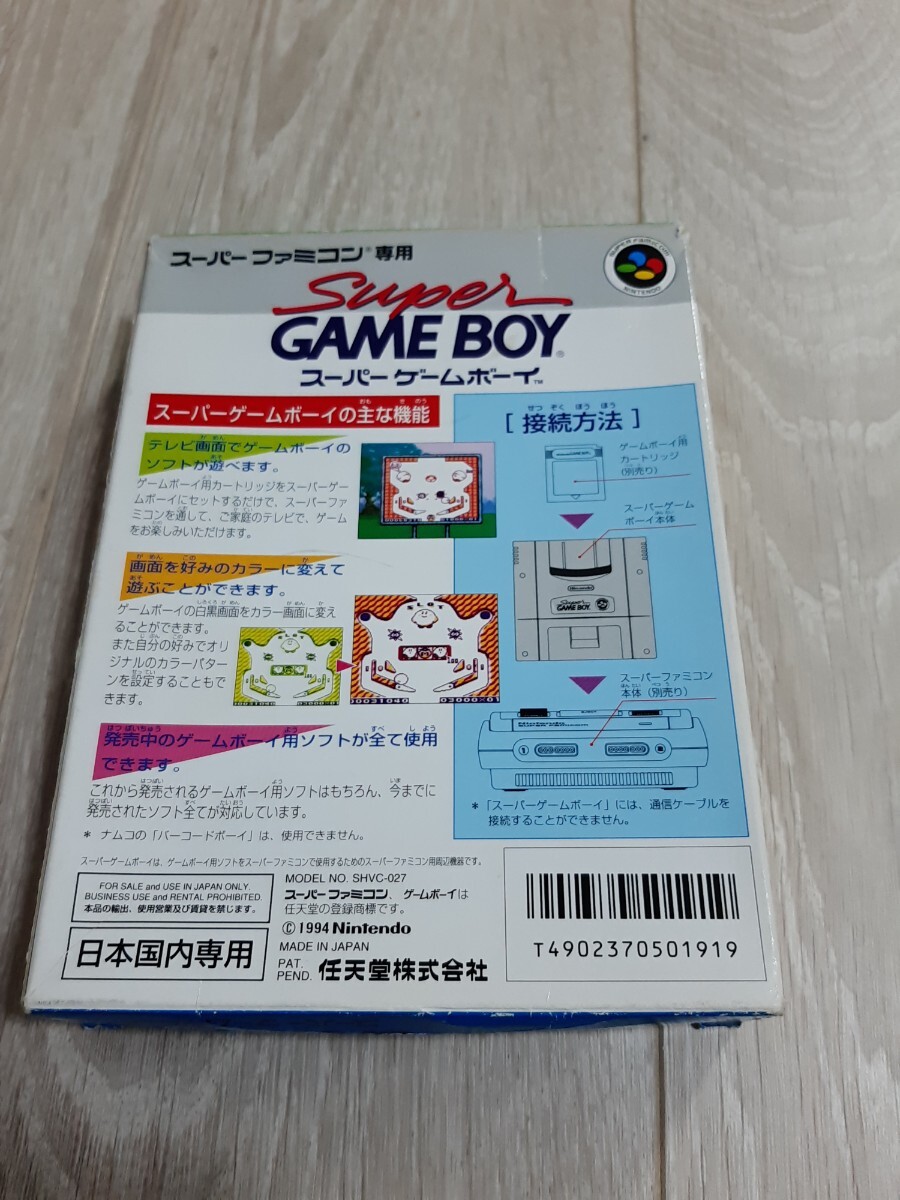 スーパーファミコン®専用
SUPER FAMICOM
NINTENDO
Super
GAME BOY®
スーパーゲームボーイ™
スーパーゲームボーイの主な機能
テレビ画面でゲームボーイの
ソフトが遊べます。
ゲームボーイ用カートリッジをスーパーゲー
ムボーイにセットするだけで、スーパーファ
ミコンを通して、ご家庭のテレビで、ゲーム
をお楽しみいただけます。
画面を好みのカラーに変えて
遊ぶことができます。
ゲームボーイの白黒画面をカラー画面に変え
ることができます。
また自分の好みでオリ
ジナルのカラーパター
ンを設定することもで
きます。
発売中のゲームボーイ用ソフトが全て使用
できます。
これから発売されるゲームボーイ用ソフトはもちろん、今までに
発売されたソフト全てが対応しています。
* ナムコの「バーコードボーイ」は、使用できません。
[接続方法]
ゲームボーイ用
カートリッジ
(別売り)
スーパーゲーム
ボーイ本体
Nintendo
Super
GAME BOY
スーパーファミコン
本体(別売り)
*「スーパーゲームボーイ」には、通信ケーブルを
接続することができません。
スーパーゲームボーイは、ゲームボーイ用ソフトをスーパーファミコンで使用するためのスーパーファミコン用周辺機器です。
FOR SALE and USE IN JAPAN ONLY.
BUSINESS USE and RENTAL PROHIBITED.
本品の輸出、使用営業及び賃貸を禁じます。
日本国内専用
MODEL NO. SHVC-027
スーパーファミコン、ゲームボーイは
任天堂の登録商標です。
©1994 Nintendo
MADE IN JAPAN
PAT.
PEND. 任天堂株式会社
T4902370501919